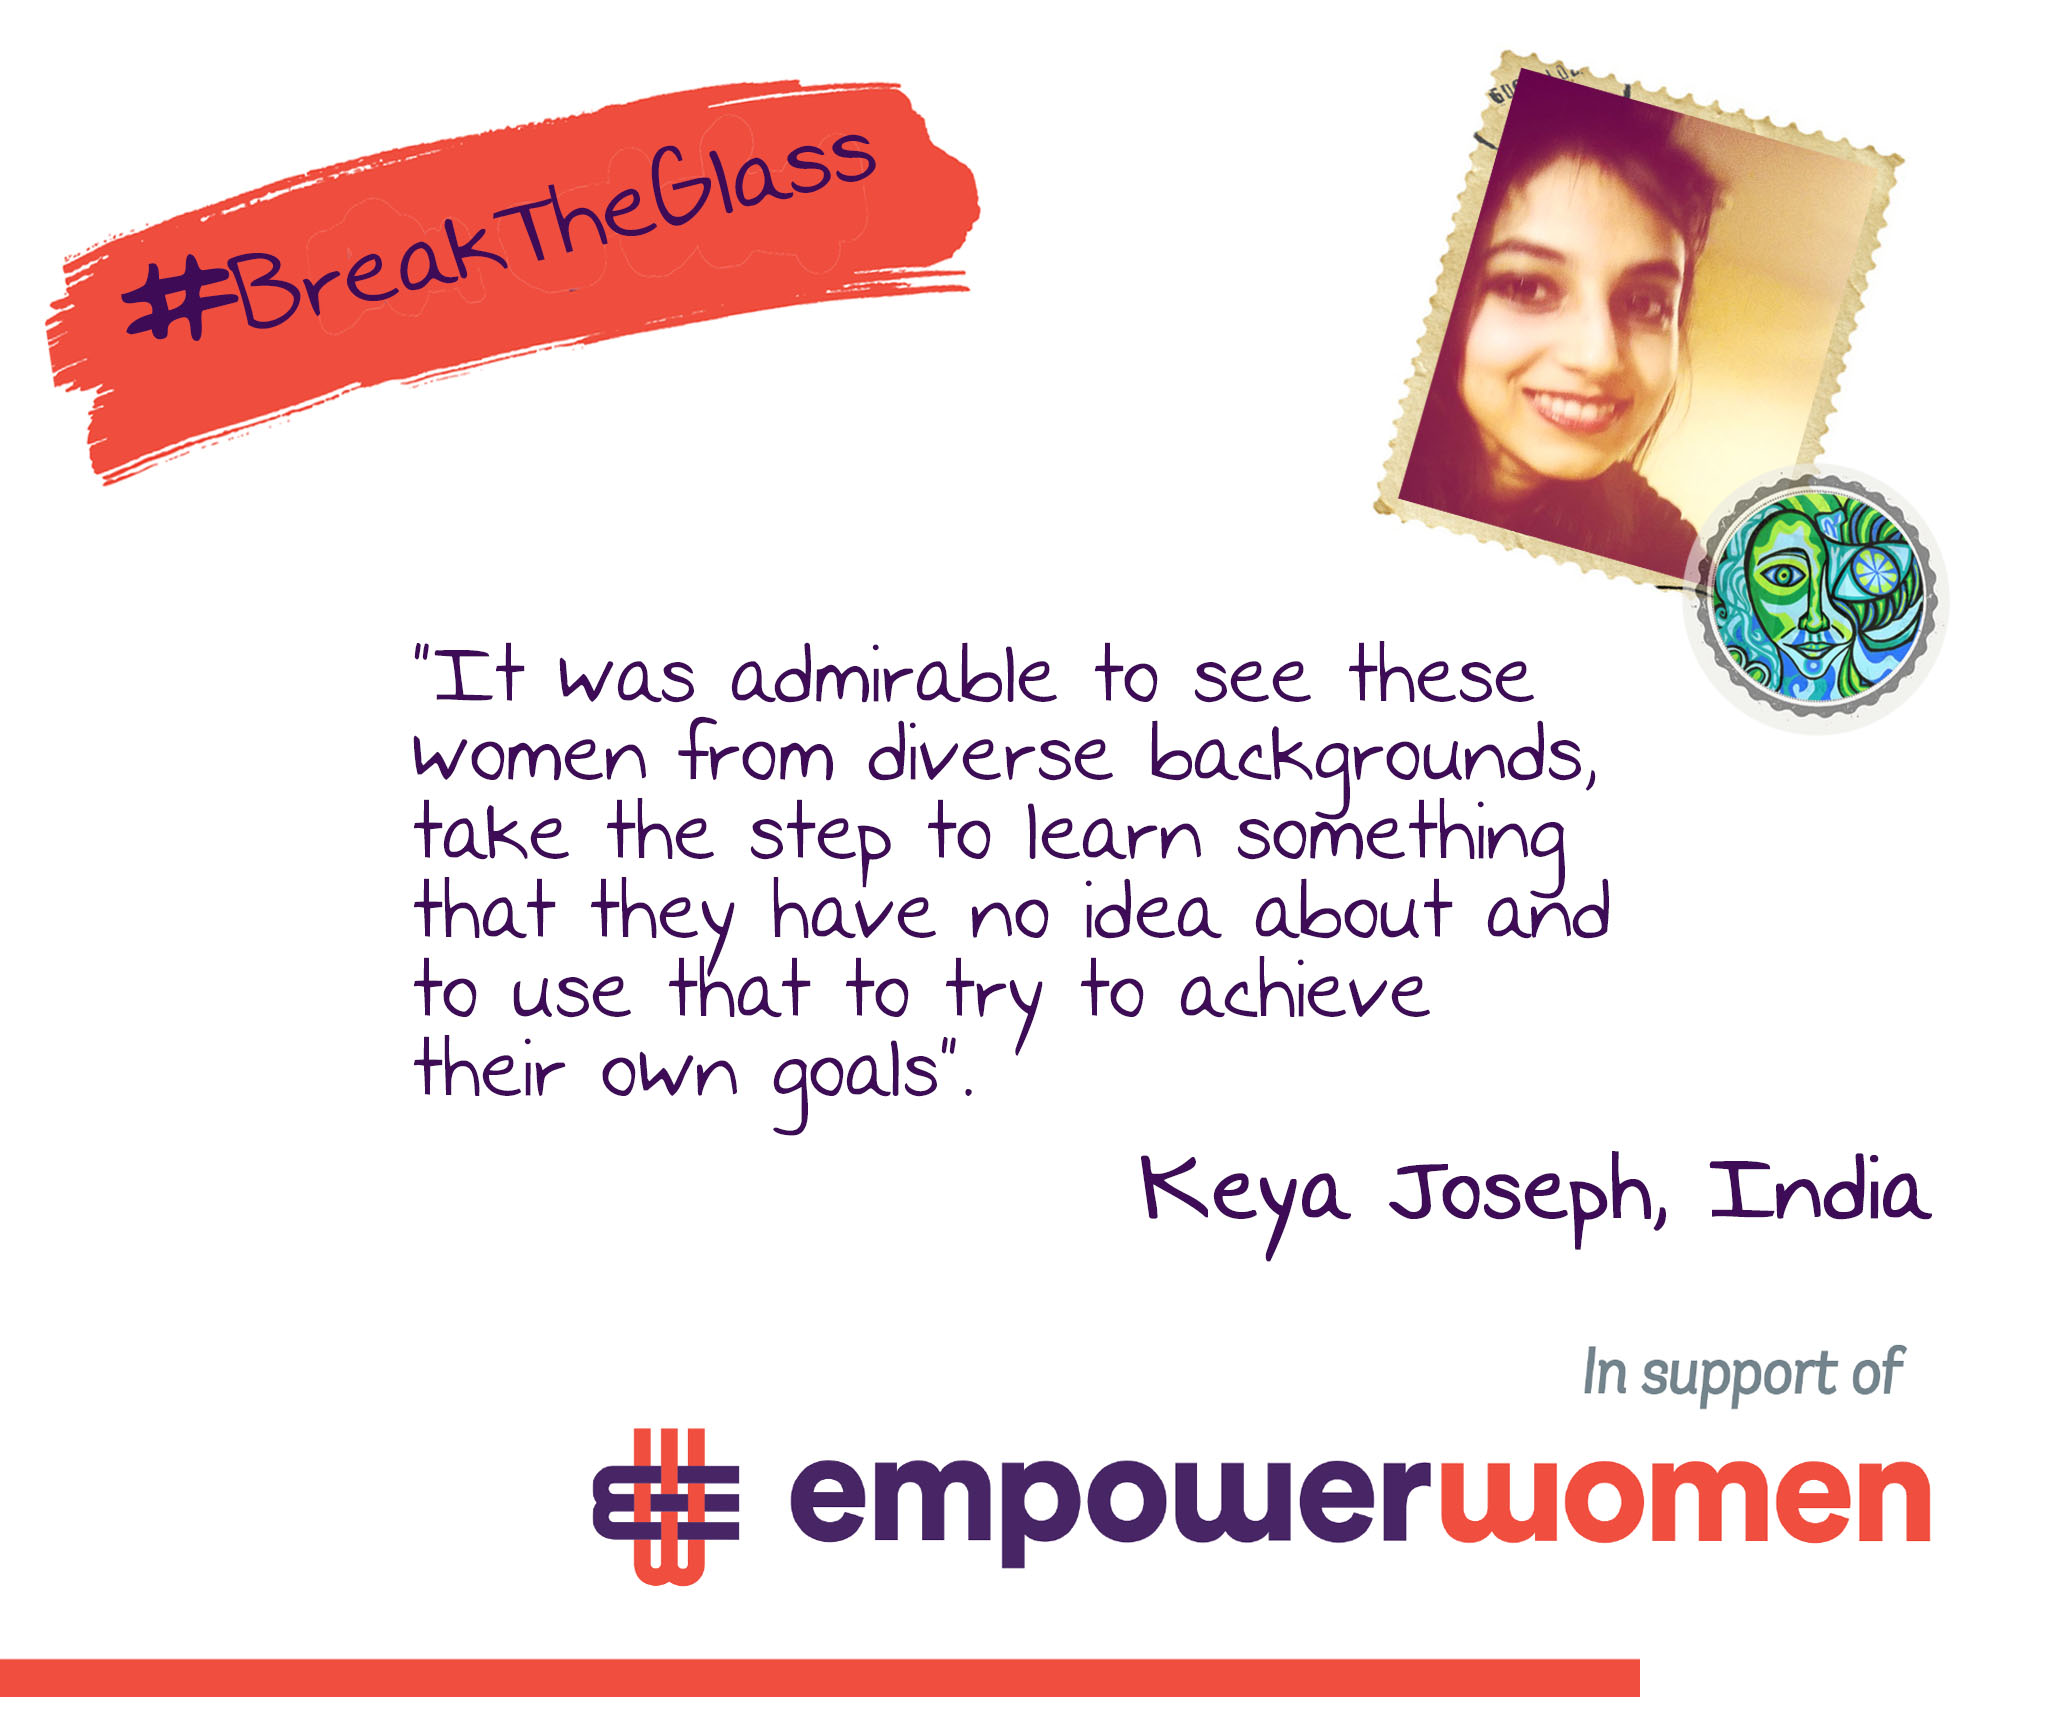 #BreakTheGlass
"It was admirable to see these
women from diverse backgrounds,
take the step to learn something
that they have no idea about and
to use that to try to achieve
their own goals".
Keya Joseph, India
In support of
empowerwomen